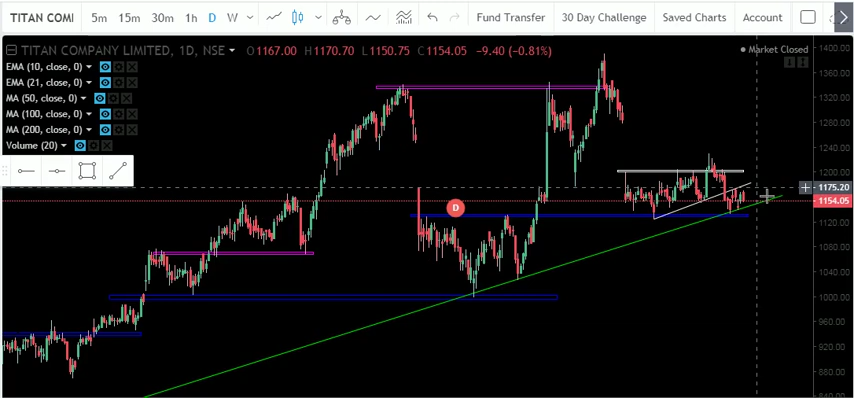 TITAN COMI 5m 15m 30m 1h D W Fund Transfer 30 Day Challenge Saved Charts Account
TITAN COMPANY LIMITED, 1D, NSE O1167.00 H1170.70 L1150.75 C1154.05 −9.40 (−0.81%)
Market Closed
EMA (10, close, 0)
EMA (21, close, 0)
MA (50, close, 0)
MA (100, close, 0)
MA (200, close, 0)
Volume (20)
D
1400.00
1360.00
1320.00
1280.00
1240.00
1200.00
1175.20
1154.05
1120.00
1080.00
1040.00
1000.00
960.00
920.00
880.00